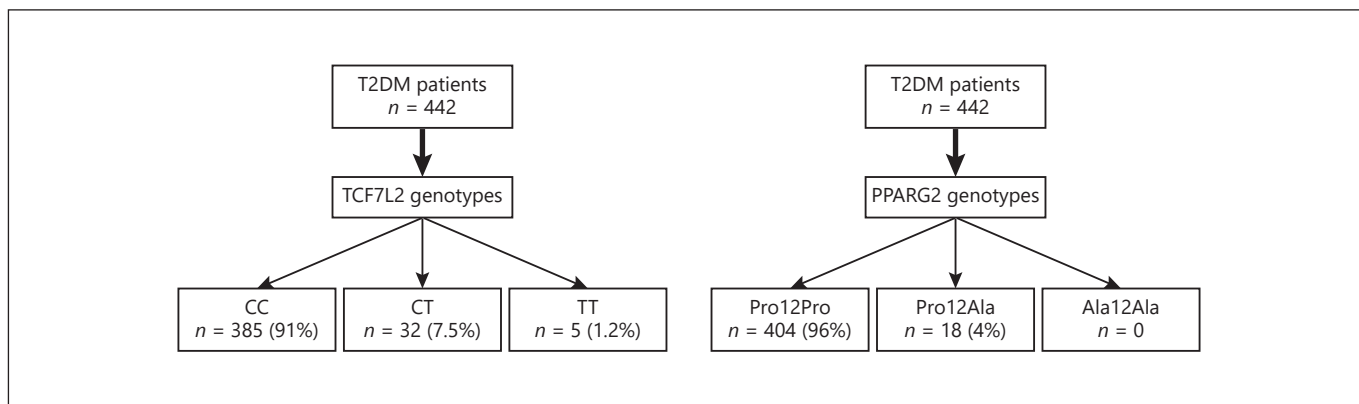 T2DM patients
n = 442
TCF7L2 genotypes
CC
n = 385 (91%)
CT
n = 32 (7.5%)
TT
n = 5 (1.2%)
T2DM patients
n = 442
PPARG2 genotypes
Pro12Pro
n = 404 (96%)
Pro12Ala
n = 18 (4%)
Ala12Ala
n = 0